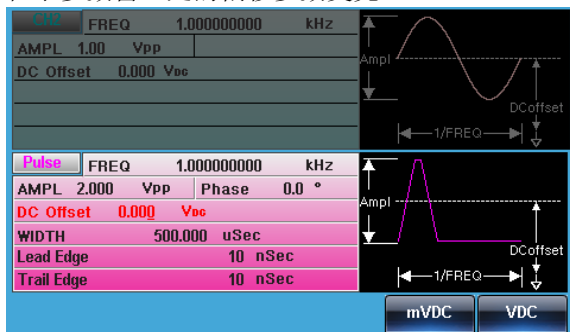 CH2 FREQ 1.000000000 kHz
AMPL 1.00 Vpp
DC Offset 0.000 VDC
Ampl
DCoffset
1/FREQ
Pulse FREQ 1.000000000 kHz
AMPL 2.000 Vpp Phase 0.0 °
DC Offset 0.000 VDC
WIDTH 500.000 uSec
Lead Edge 10 nSec
Trail Edge 10 nSec
Ampl
DCoffset
1/FREQ
mVDC VDC